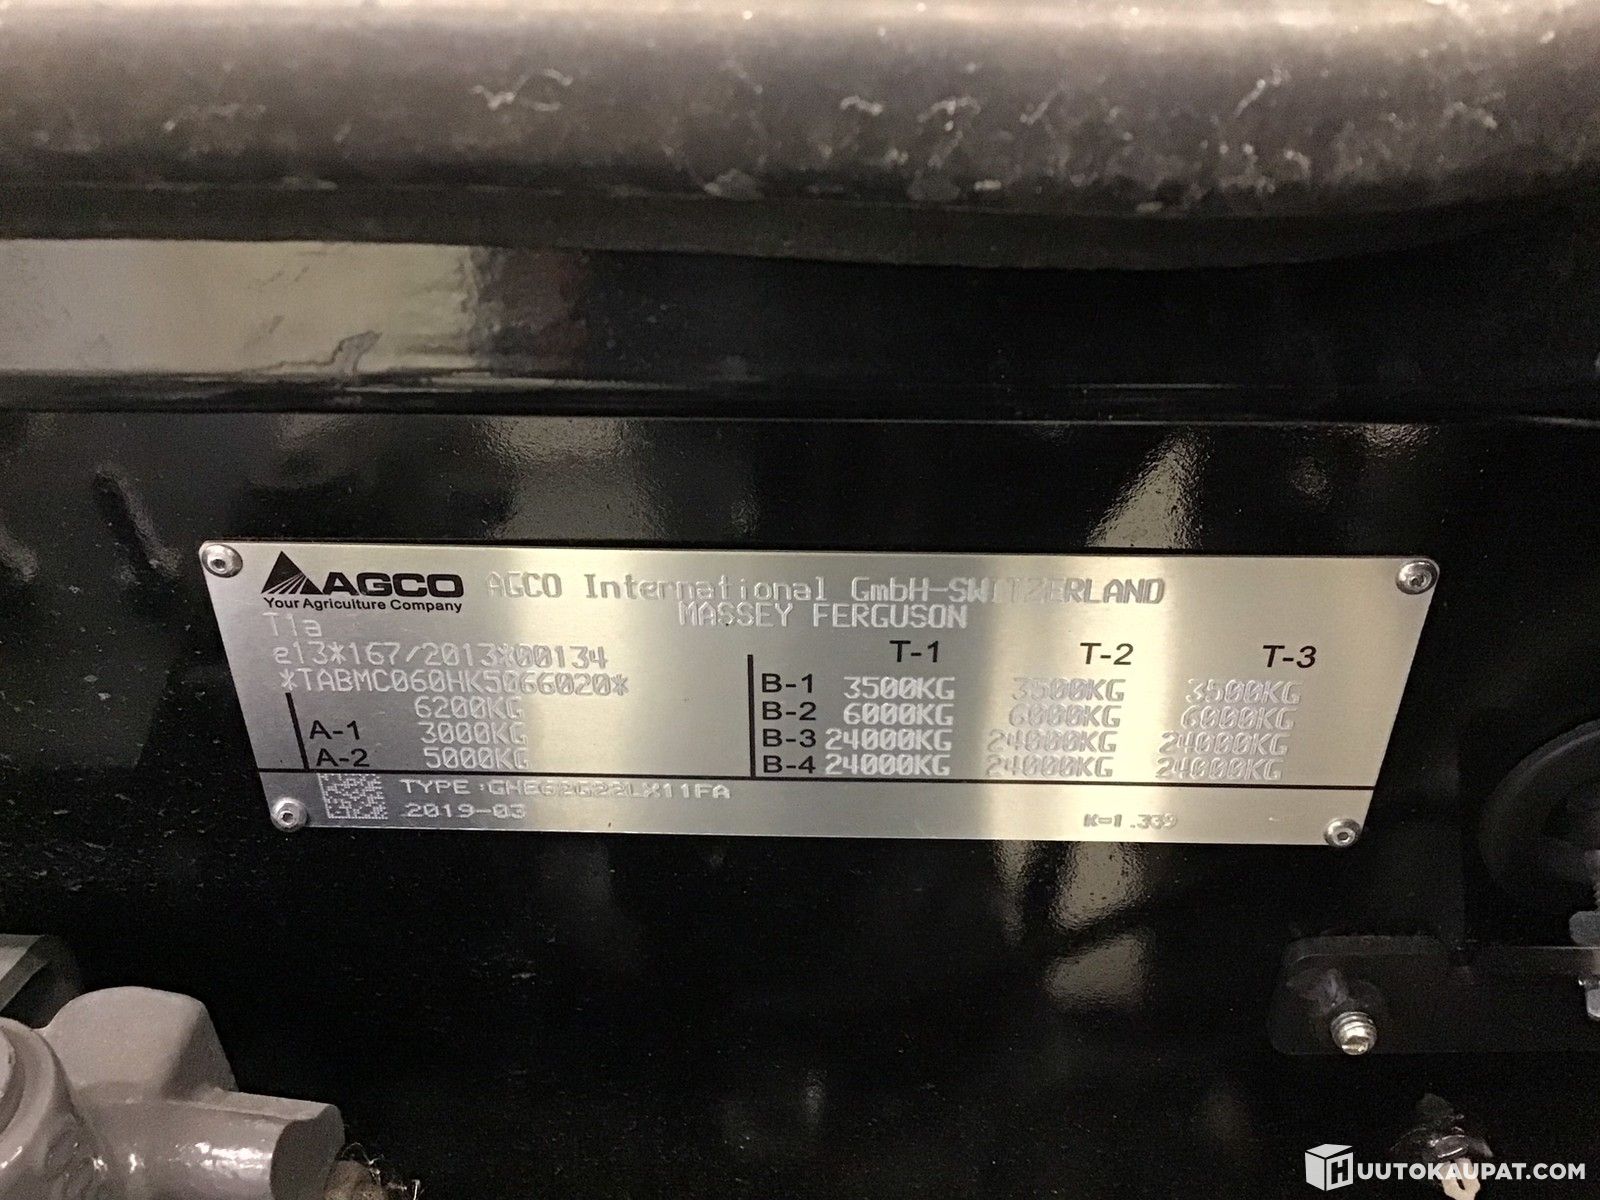 AGCO AGCO International GmbH-SWITZERLAND
Your Agriculture Company MASSEY FERGUSON
T1a
e13*167/2013*00134 T-1 T-2 T-3
*TABMC060HK5066020* B-1 3500KG 3500KG 3500KG
6200KG B-2 6000KG 6000KG 6000KG
A-1 3000KG B-3 24000KG 24000KG 24000KG
A-2 5000KG B-4 24000KG 24000KG 24000KG
TYPE:
2019-03 K=1.339
HUUTOKAUPAT.COM